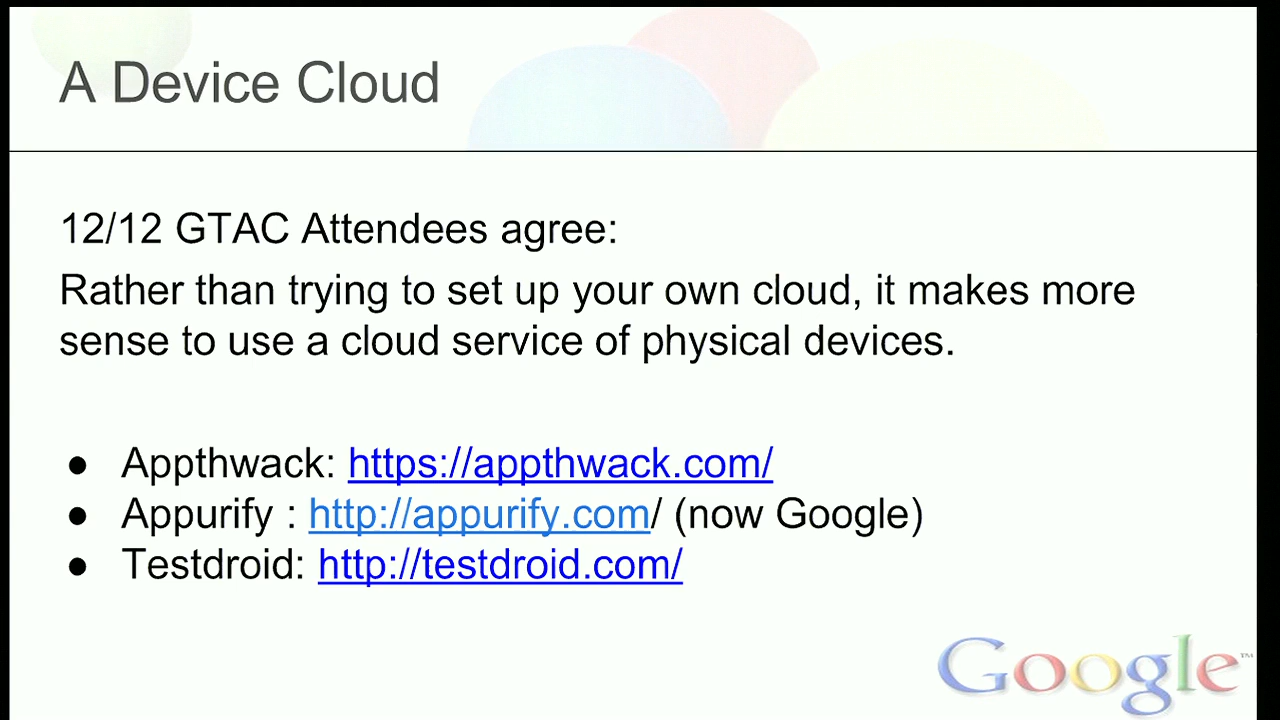 A Device Cloud
12/12 GTAC Attendees agree:
Rather than trying to set up your own cloud, it makes more
sense to use a cloud service of physical devices.
● Appthwack: https://appthwack.com/
● Appurify : http://appurify.com/ (now Google)
● Testdroid: http://testdroid.com/
Google™